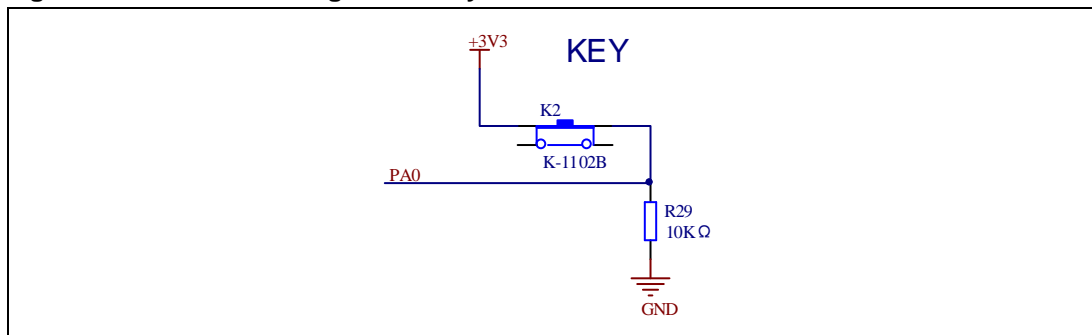 +3V3
KEY
K2
K-1102B
PA0
R29
10KΩ
GND